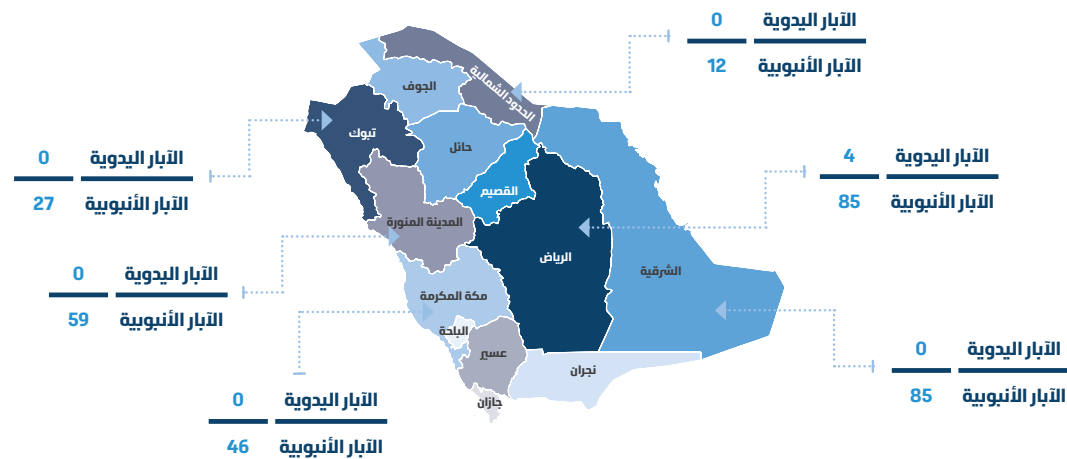 الآبار اليدوية 0
الآبار الأنبوبية 12
الحدود الشمالية
الجوف
تبوك
حائل
القصيم
الآبار اليدوية 4
الآبار الأنبوبية 85
الآبار اليدوية 0
الآبار الأنبوبية 27
المدينة المنورة
الرياض
الشرقية
الآبار اليدوية 0
الآبار الأنبوبية 59
مكة المكرمة
الباحة
عسير
نجران
جازان
الآبار اليدوية 0
الآبار الأنبوبية 85
الآبار اليدوية 0
الآبار الأنبوبية 46